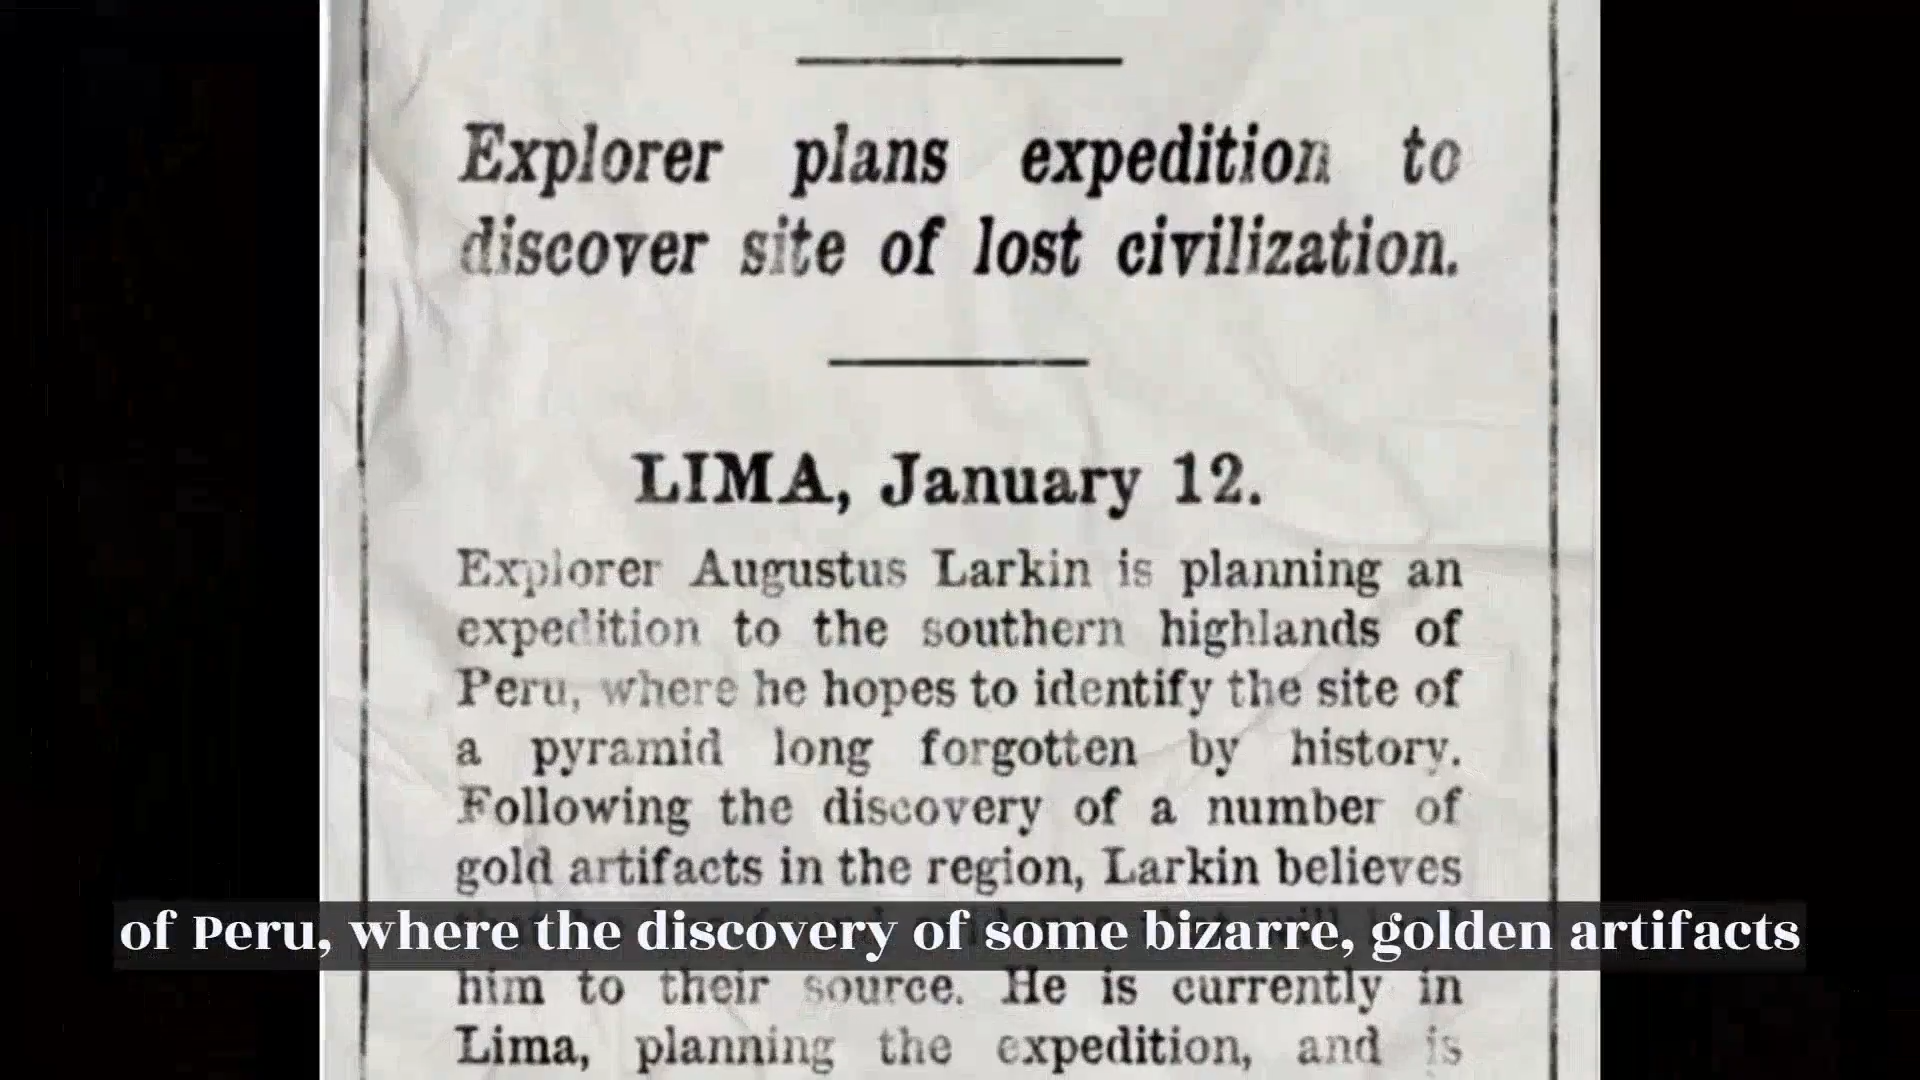 Explorer plans expedition to
discover site of lost civilization.
LIMA, January 12.
Explorer Augustus Larkin is planning an
expedition to the southern highlands of
Peru, where he hopes to identify the site of
a pyramid long forgotten by history.
Following the discovery of a number of
gold artifacts in the region, Larkin believes
of Peru, where the discovery of some bizarre, golden artifacts
him to their source. He is currently in
Lima, planning the expedition, and is